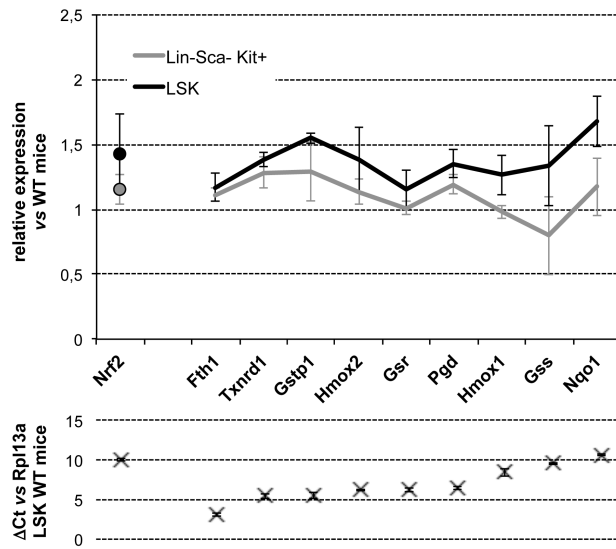 2,5
2
1,5
1
0,5
0
relative expression
vs WT mice
Lin-Sca- Kit+
LSK
Nrf2
Fth1
Txnrd1
Gstp1
Hmox2
Gsr
Pgd
Hmox1
Gss
Nqo1
15
10
5
0
ΔCt vs Rpl13a
LSK WT mice